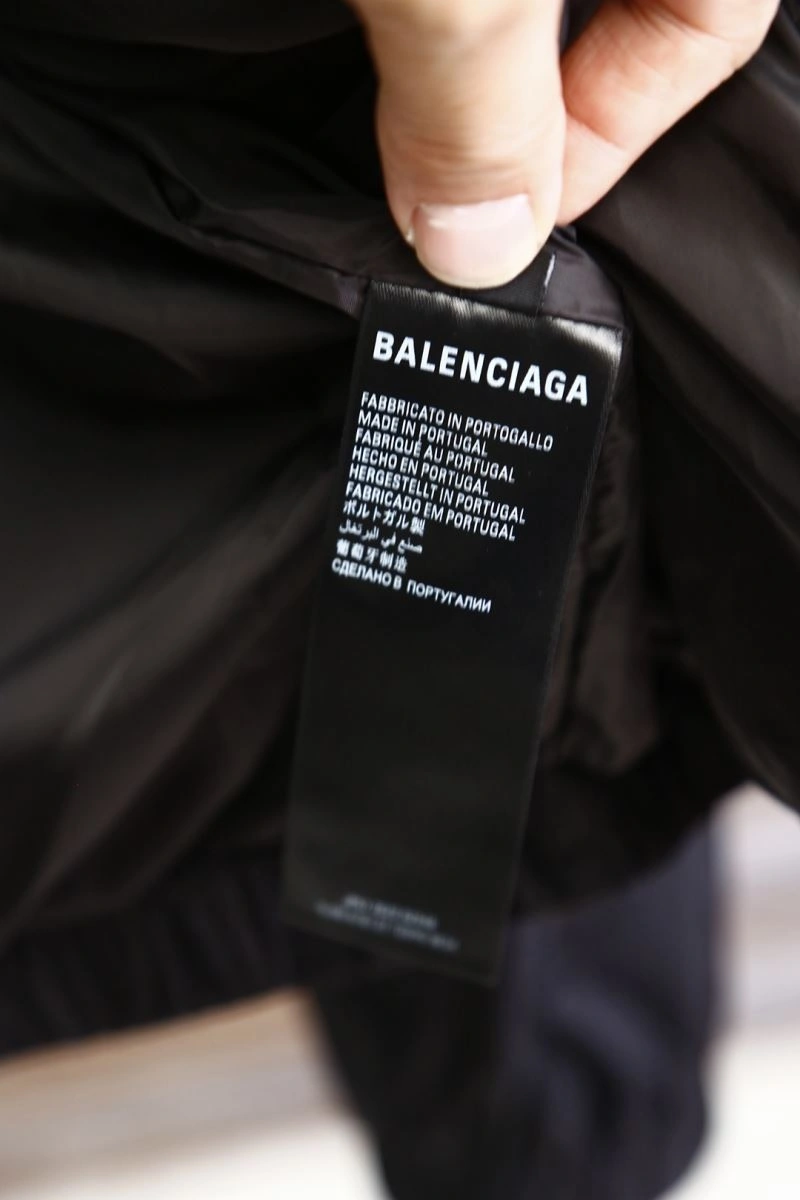 BALENCIAGA
FABBRICATO IN PORTOGALLO
MADE IN PORTUGAL
FABRIQUÉ AU PORTUGAL
HECHO EN PORTUGAL
HERGESTELLT IN PORTUGAL
FABRICADO EM PORTUGAL
ポルトガル製
صنع في البرتغال
葡萄牙制造
СДЕЛАНО В ПОРТУГАЛИИ